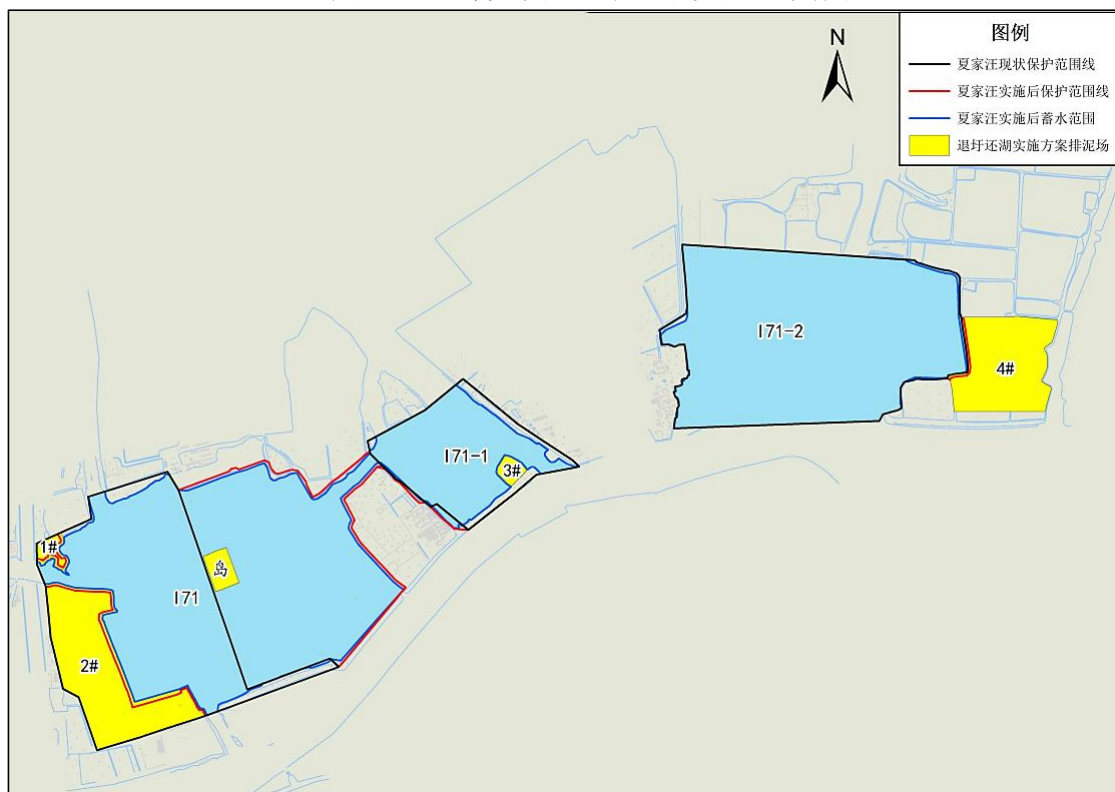 N
图例
夏家汪现状保护范围线
夏家汪实施后保护范围线
夏家汪实施后蓄水范围
退圩还湖实施方案排泥场
I71-2
4#
I71-1
3#
1#
岛
I71
2#